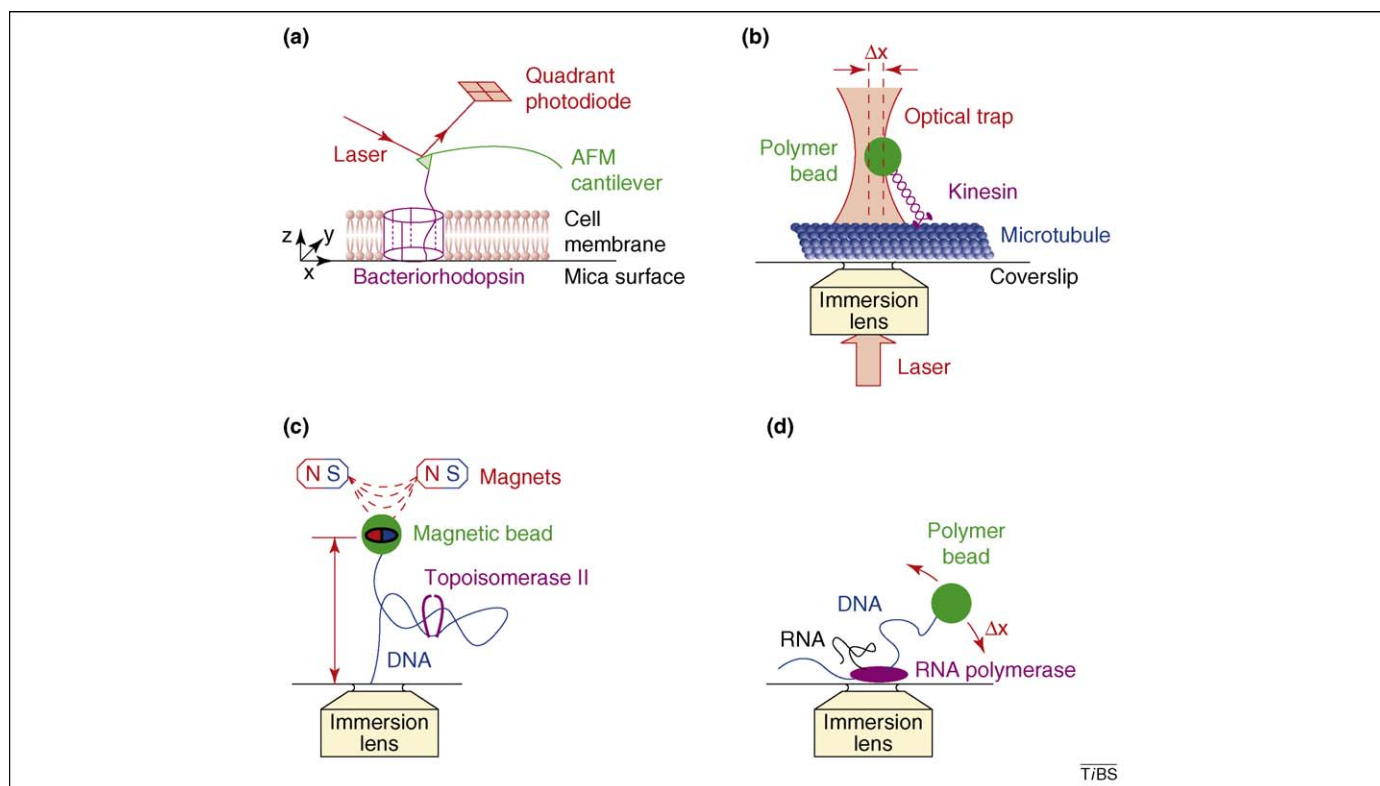 (a)
Quadrant
photodiode
Laser
AFM
cantilever
Cell
membrane
z
y
x
Bacteriorhodopsin
Mica surface
(b)
Δx
Optical trap
Polymer
bead
Kinesin
Microtubule
Coverslip
Immersion
lens
Laser
(c)
N S
N S
Magnets
Magnetic bead
Topoisomerase II
DNA
Immersion
lens
(d)
Polymer
bead
DNA
Δx
RNA
RNA polymerase
Immersion
lens
TiBS